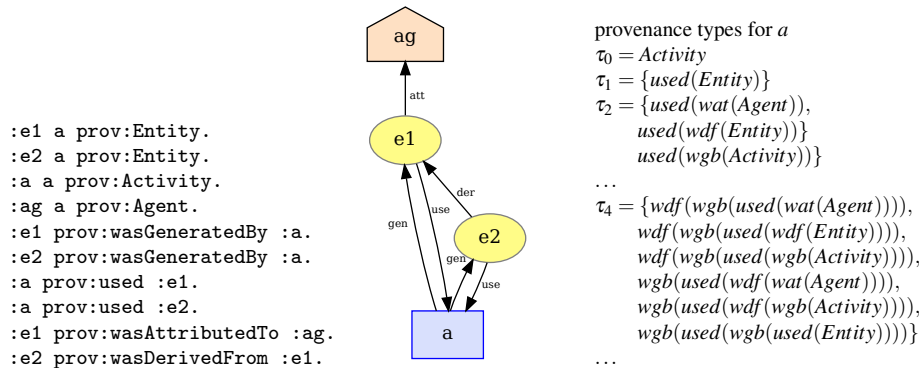 :e1 a prov:Entity.
:e2 a prov:Entity.
:a a prov:Activity.
:ag a prov:Agent.
:e1 prov:wasGeneratedBy :a.
:e2 prov:wasGeneratedBy :a.
:a prov:used :e1.
:a prov:used :e2.
:e1 prov:wasAttributedTo :ag.
:e2 prov:wasDerivedFrom :e1.
ag
att
e1
der
gen
use
e2
gen
use
a
provenance types for a
τ0 = Activity
τ1 = {used(Entity)}
τ2 = {used(wat(Agent)),
used(wdf(Entity))}
used(wgb(Activity))}
...
τ4 = {wdf(wgb(used(wat(Agent)))),
wdf(wgb(used(wdf(Entity)))),
wdf(wgb(used(wgb(Activity)))),
wgb(used(wdf(wat(Agent)))),
wgb(used(wdf(wgb(Activity)))),
wgb(used(wgb(used(Entity))))}
...